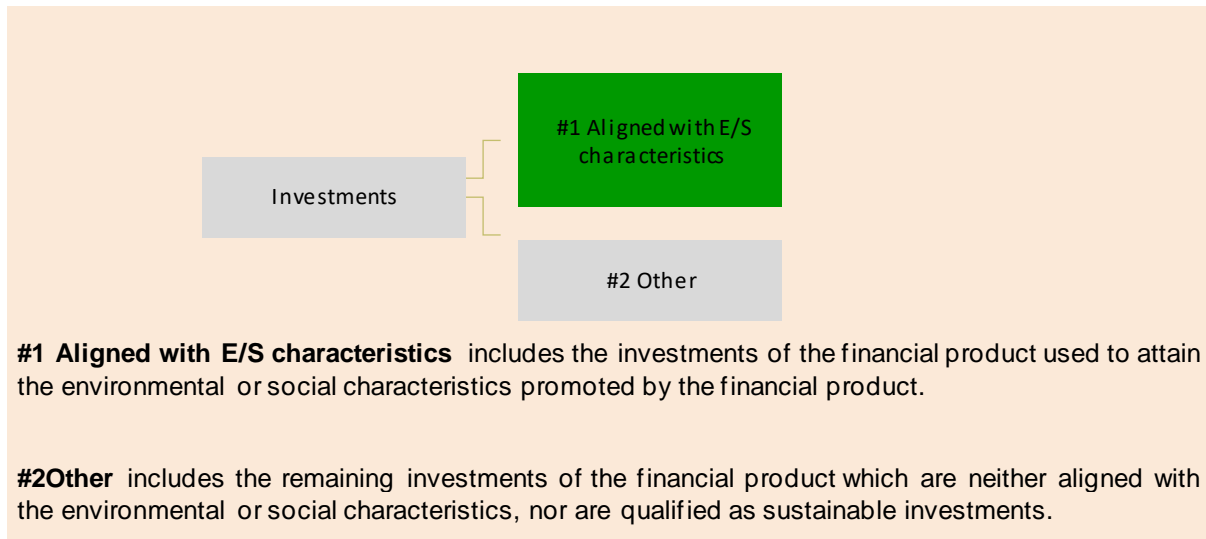 #1 Aligned with E/S
characteristics
Investments
#2 Other
#1 Aligned with E/S characteristics includes the investments of the financial product used to attain
the environmental or social characteristics promoted by the financial product.
#2Other includes the remaining investments of the financial product which are neither aligned with
the environmental or social characteristics, nor are qualified as sustainable investments.